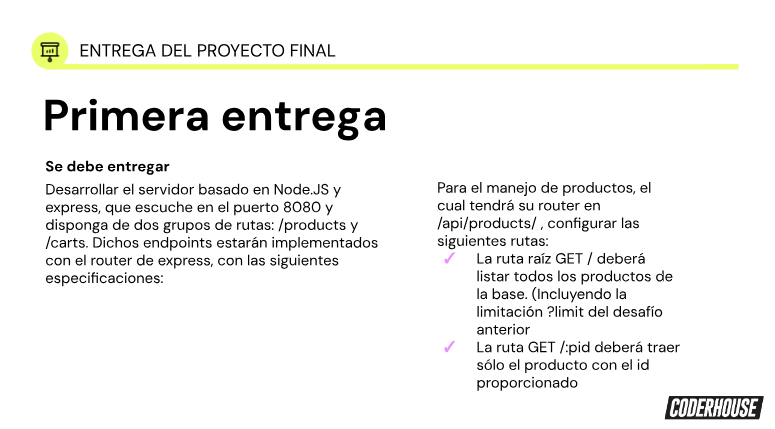 ENTREGA DEL PROYECTO FINAL
Primera entrega
Se debe entregar
Desarrollar el servidor basado en Node.JS y
express, que escuche en el puerto 8080 y
disponga de dos grupos de rutas: /products y
/carts. Dichos endpoints estarán implementados
con el router de express, con las siguientes
especificaciones:
Para el manejo de productos, el
cual tendrá su router en
/api/products/ , configurar las
siguientes rutas:
✓ La ruta raíz GET / deberá
listar todos los productos de
la base. (Incluyendo la
limitación ?limit del desafío
anterior
✓ La ruta GET /:pid deberá traer
sólo el producto con el id
proporcionado
CODERHOUSE